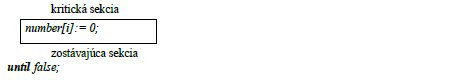 kritická sekcia
number[i]:= 0;
zostávajúca sekcia
until false;